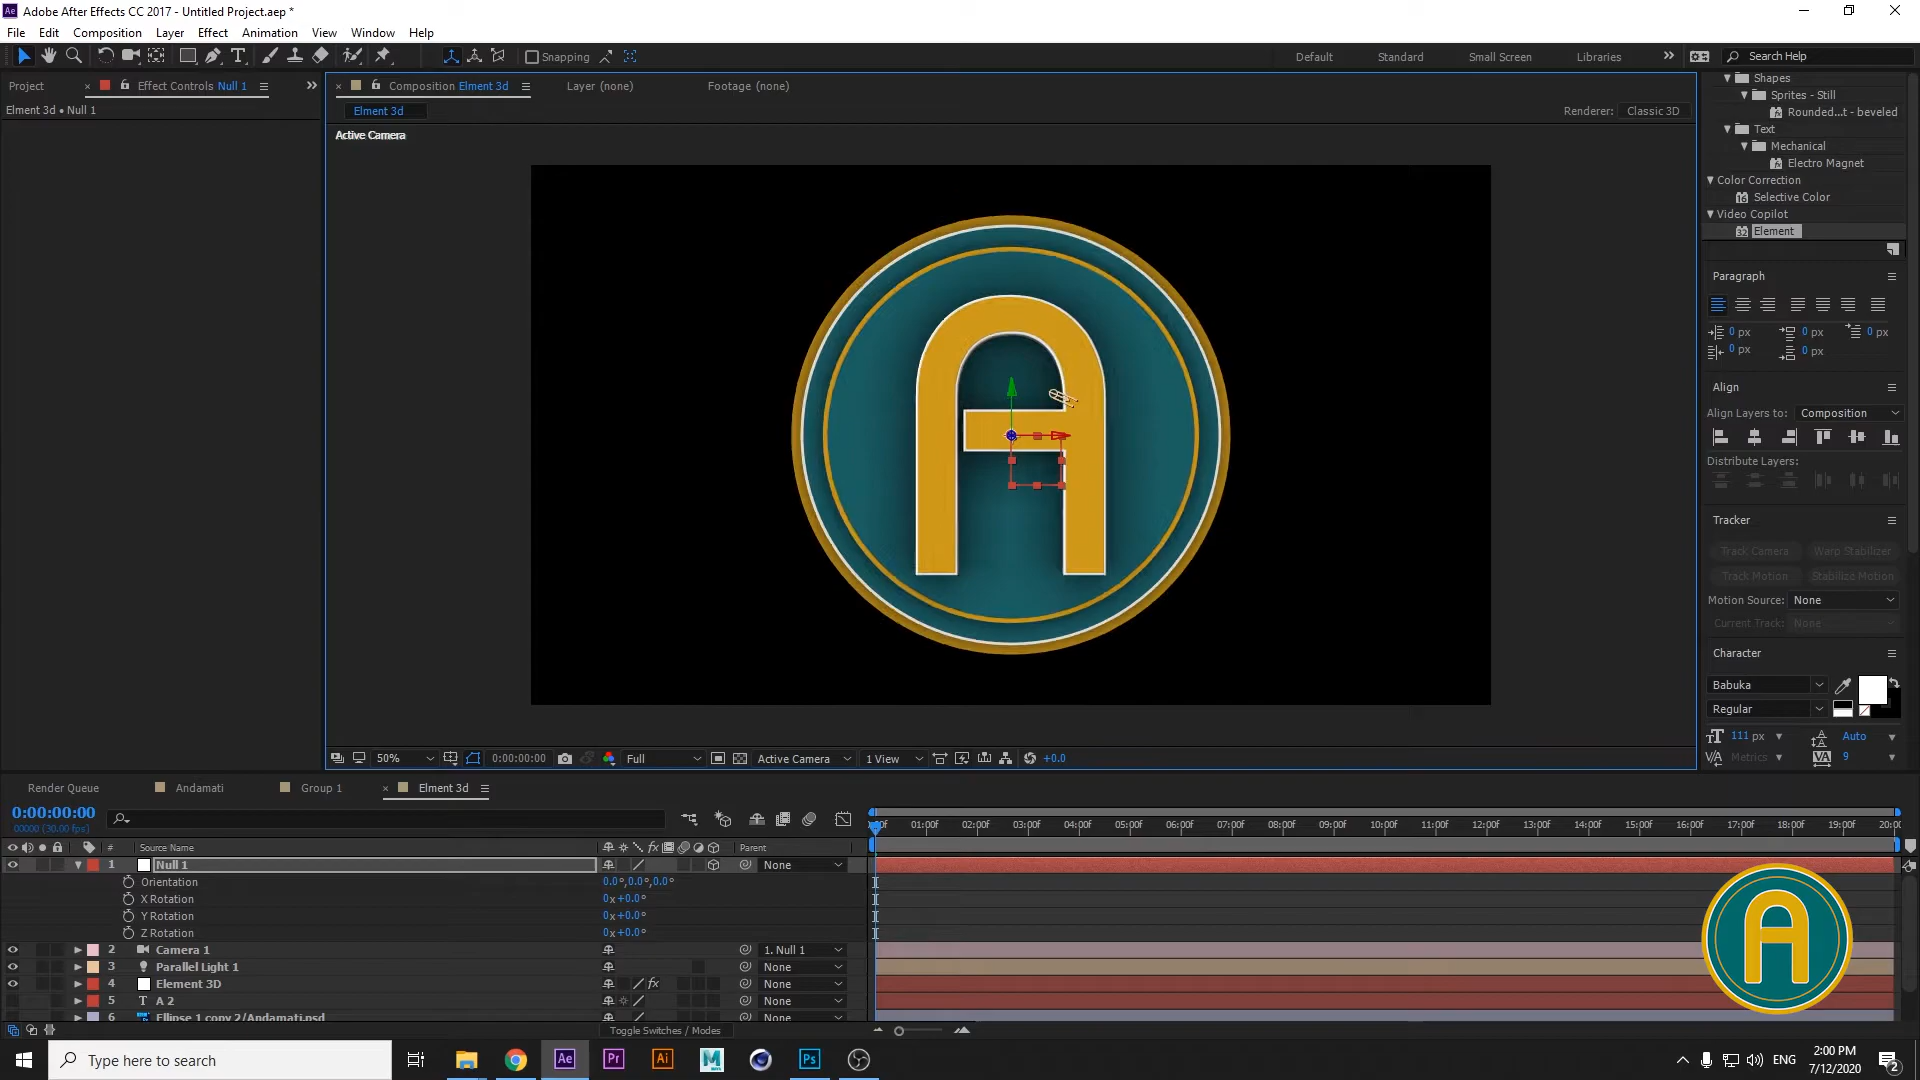 Adobe After Effects CC 2017 - Untitled Project.aep *
File Edit Composition Layer Effect Animation View Window Help
Snapping
Default Standard Small Screen Libraries
Search Help
Project
Effect Controls Null 1
Composition Elment 3d
Layer (none)
Footage (none)
Elment 3d • Null 1
Elment 3d
Renderer: Classic 3D
Active Camera
Shapes
Sprites - Still
Rounded...t - beveled
Text
Mechanical
Electro Magnet
Color Correction
Selective Color
Video Copilot
Element
Paragraph
0 px 0 px 0 px
0 px 0 px
Align
Align Layers to: Composition
Distribute Layers:
Tracker
Track Camera Warp Stabilizer
Track Motion Stabilize Motion
Motion Source: None
Current Track: None
Character
Babuka
Regular
111 px Auto
Metrics 9
A
50% 0:00:00:00 Full Active Camera 1 View +0.0
Render Queue Andamati Group 1 Elment 3d
0:00:00:00
00000 (30.00 fps)
01:00f 02:00f 03:00f 04:00f 05:00f 06:00f 07:00f 08:00f 09:00f 10:00f 11:00f 12:00f 13:00f 14:00f 15:00f 16:00f 17:00f 18:00f 19:00f
# Source Name Parent
1 Null 1 None
Orientation 0.0°,0.0°,0.0°
X Rotation 0x+0.0°
Y Rotation 0x+0.0°
Z Rotation 0x+0.0°
2 Camera 1 1. Null 1
3 Parallel Light 1 None
4 Element 3D None
5 T A 2 None
6 Ellipse 1 copy 2/Andamati.psd None
Toggle Switches / Modes
A
Type here to search
ENG
2:00 PM
7/12/2020
2